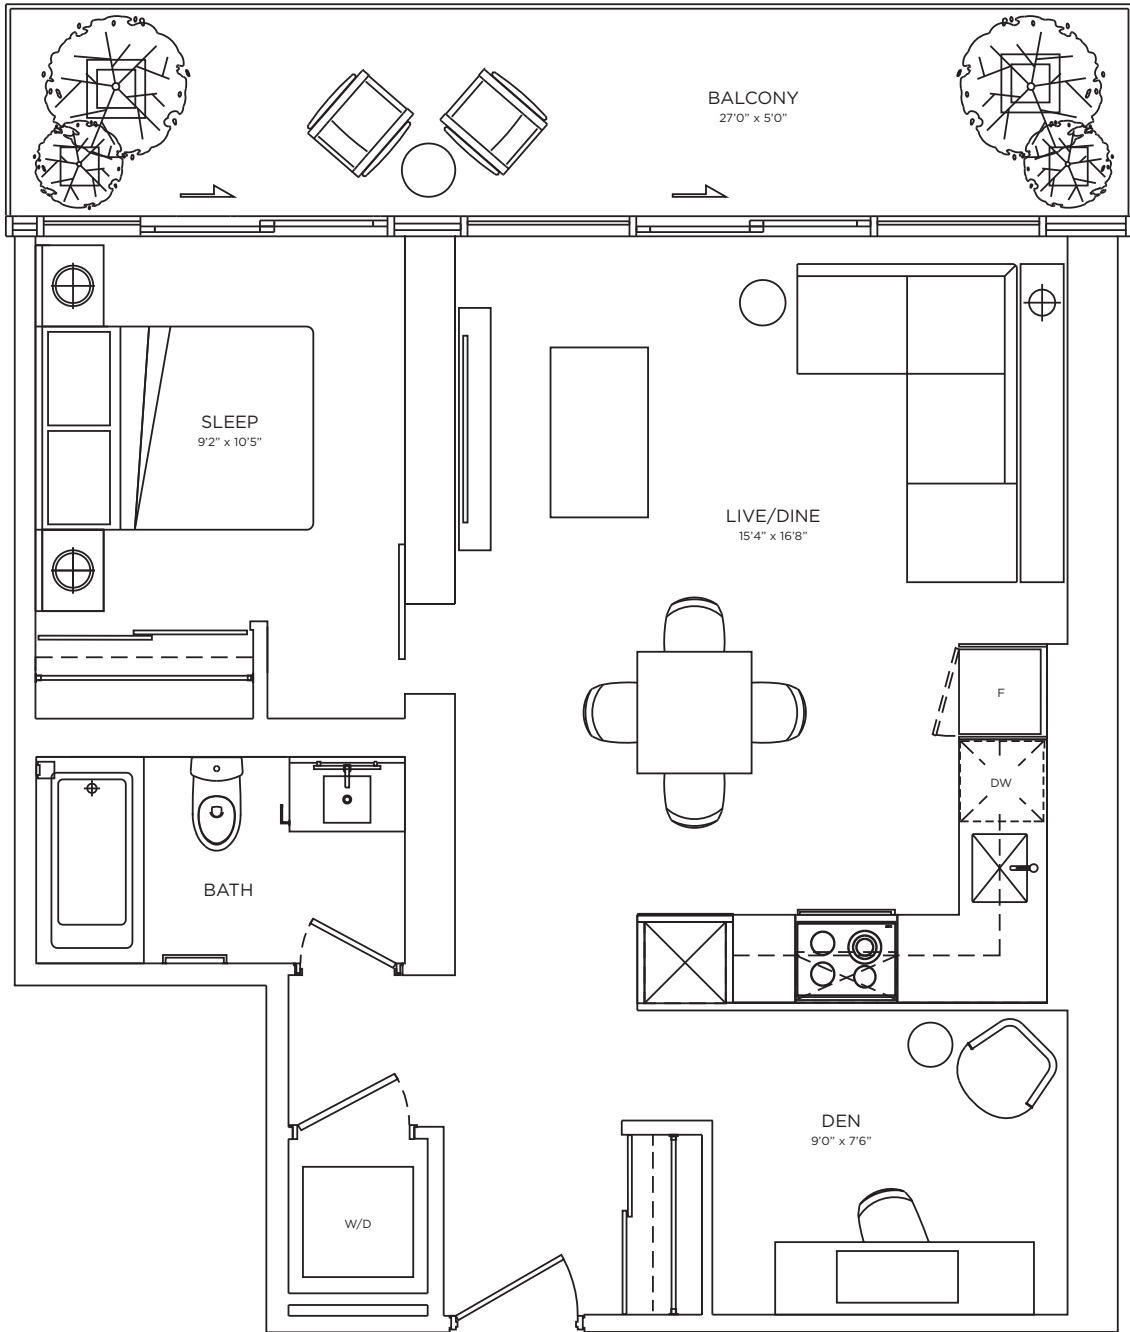 BALCONY
27'0" x 5'0"
SLEEP
9'2" x 10'5"
LIVE/DINE
15'4" x 16'8"
F
DW
BATH
DEN
9'0" x 7'6"
W/D